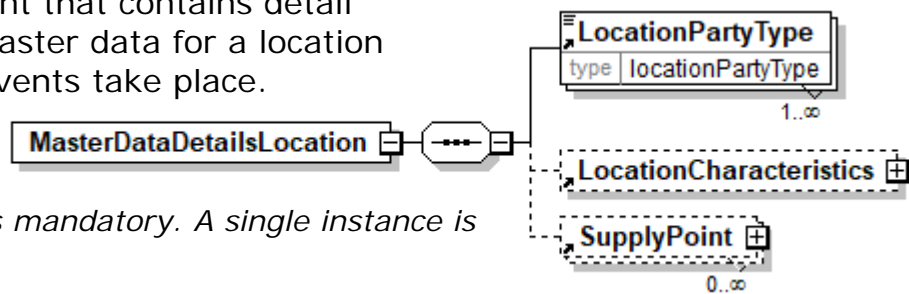 nt that contains detail
aster data for a location
vents take place.
LocationPartyType
type locationPartyType
1..∞
MasterDataDetailsLocation
LocationCharacteristics
s mandatory. A single instance is
SupplyPoint
0..∞